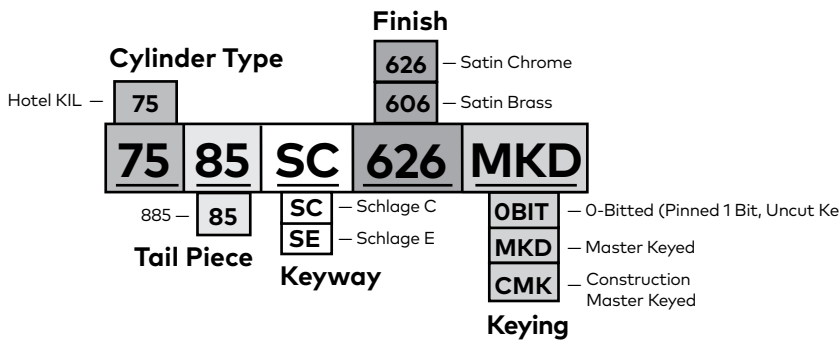 Finish
Cylinder Type
626 — Satin Chrome
Hotel KIL — 75
606 — Satin Brass
75 85 SC 626 MKD
885 — 85
SC — Schlage C
SE — Schlage E
0BIT — 0-Bitted (Pinned 1 Bit, Uncut Ke
MKD — Master Keyed
CMK — Construction
Master Keyed
Tail Piece
Keyway
Keying